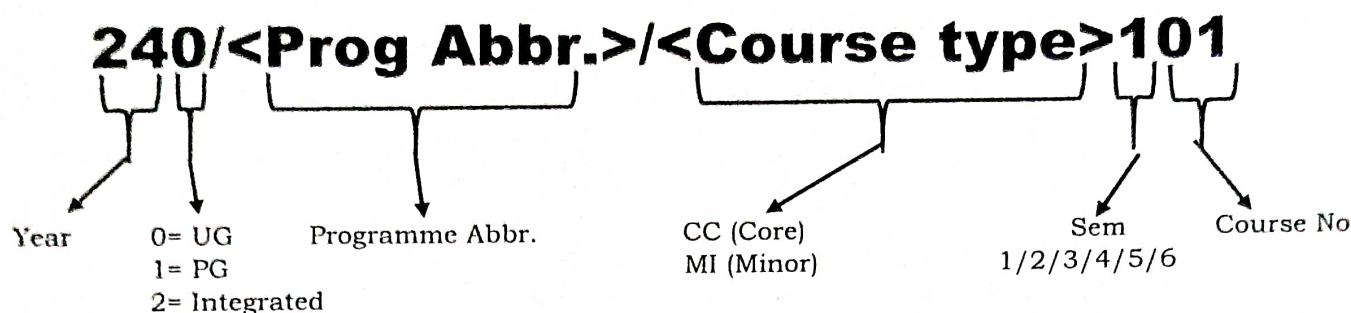 240/<Prog Abbr.>/<Course type>101
Year
0= UG
1= PG
2= Integrated
Programme Abbr.
CC (Core)
MI (Minor)
Sem
1/2/3/4/5/6
Course No